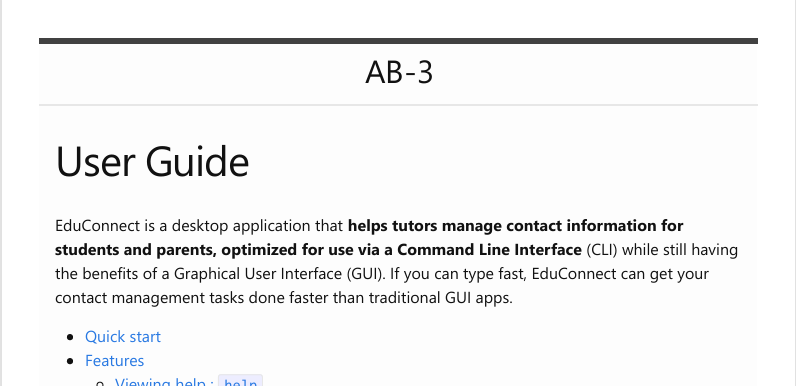 AB-3
User Guide
EduConnect is a desktop application that helps tutors manage contact information for
students and parents, optimized for use via a Command Line Interface (CLI) while still having
the benefits of a Graphical User Interface (GUI). If you can type fast, EduConnect can get your
contact management tasks done faster than traditional GUI apps.
Quick start
Features
Viewing help : help